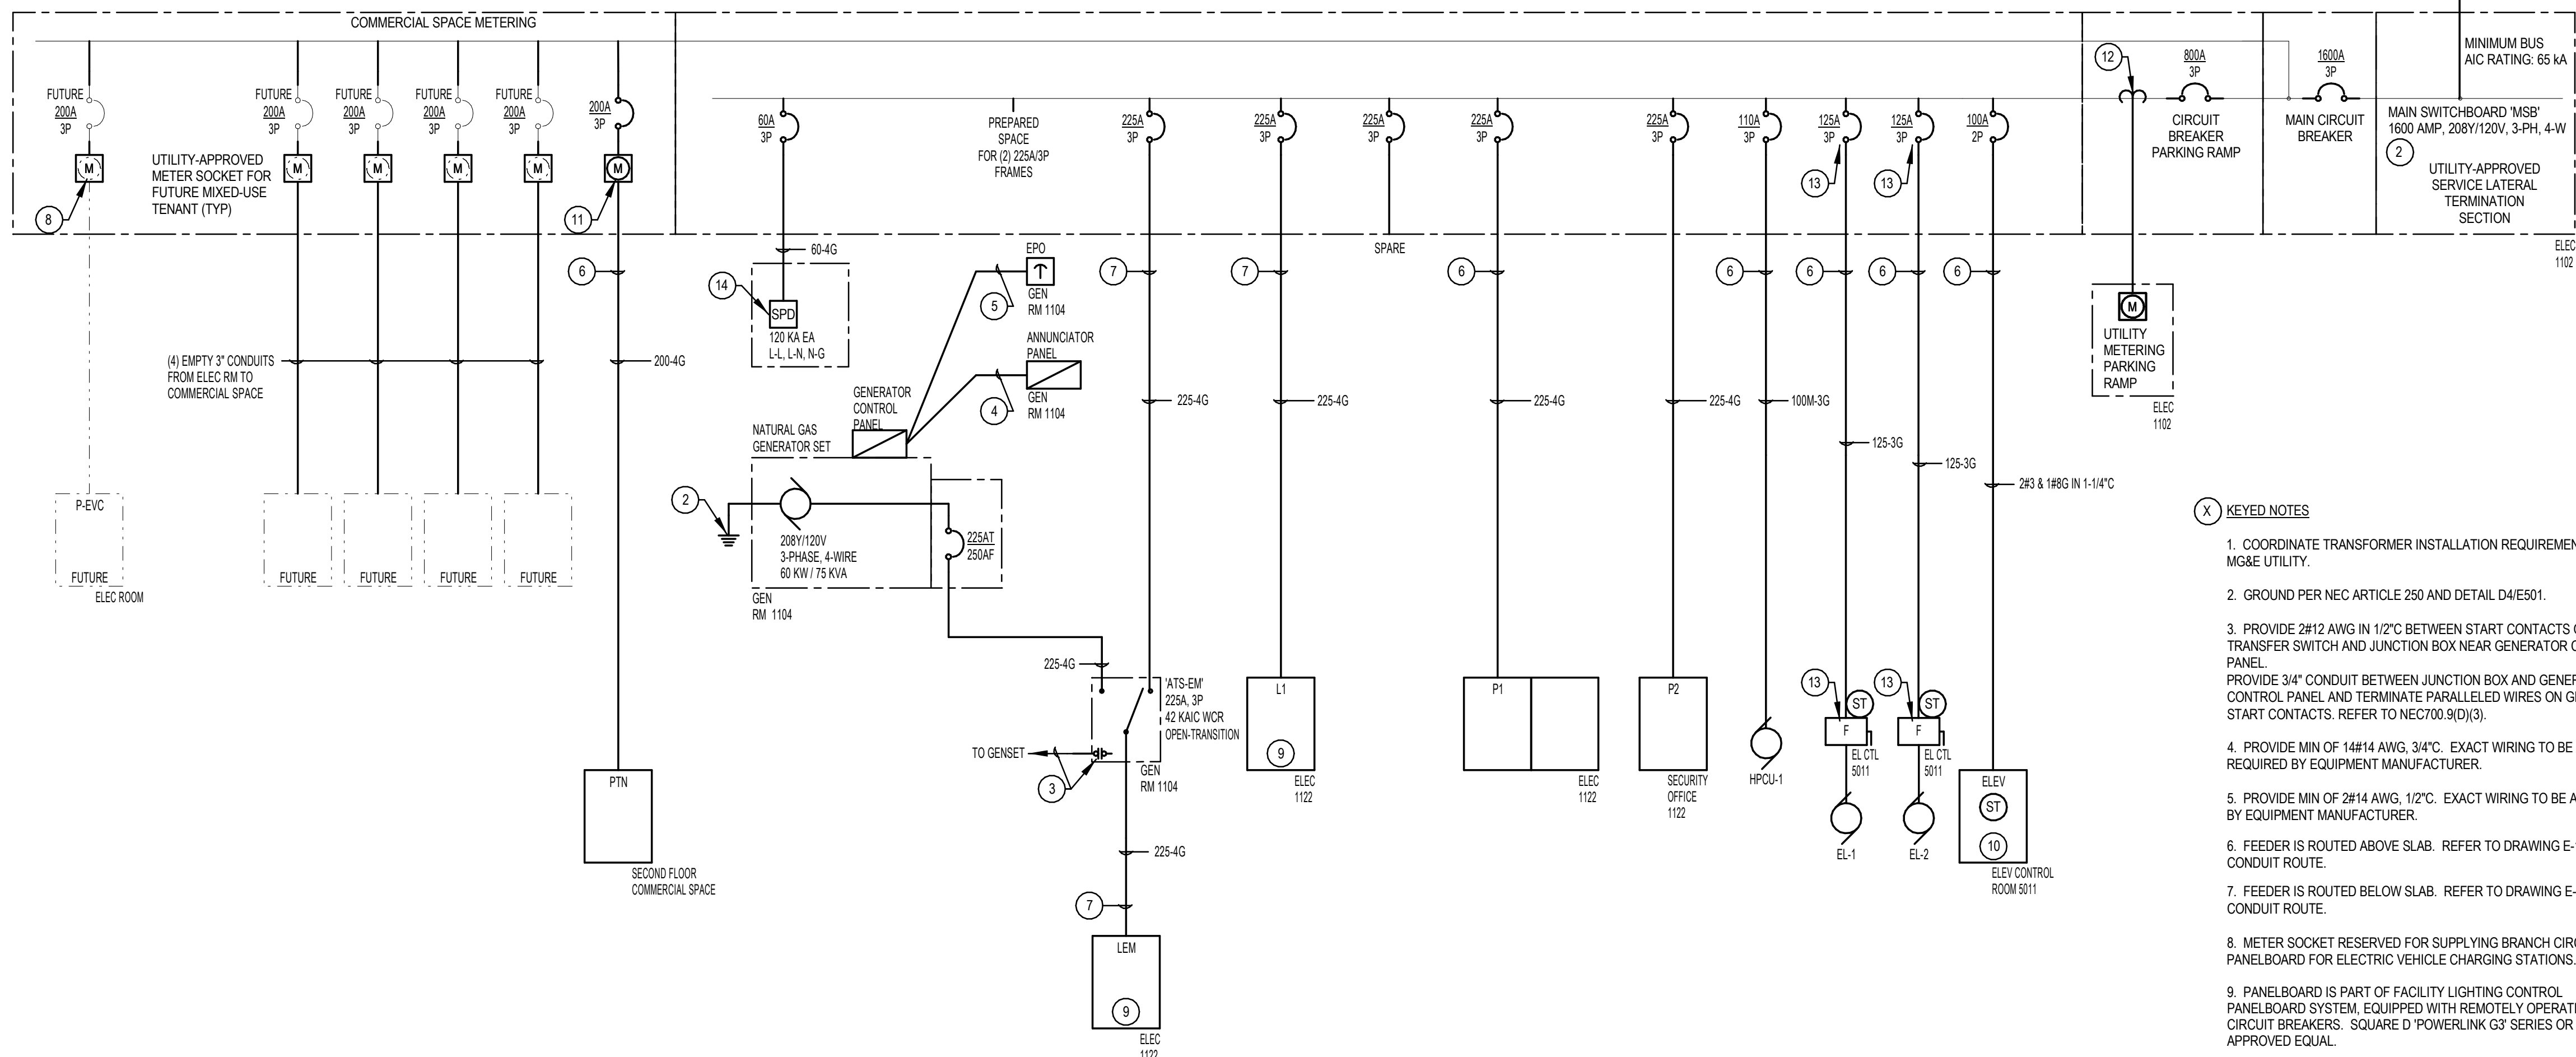 COMMERCIAL SPACE METERING
FUTURE
200A
3P
FUTURE
200A
3P
FUTURE
200A
3P
FUTURE
200A
3P
FUTURE
200A
3P
200A
3P
M
M
M
M
M
M
UTILITY-APPROVED
METER SOCKET FOR
FUTURE MIXED-USE
TENANT (TYP)
8
11
60A
3P
PREPARED
SPACE
FOR (2) 225A/3P
FRAMES
225A
3P
225A
3P
225A
3P
225A
3P
225A
3P
110A
3P
125A
3P
125A
3P
100A
2P
13
13
12
800A
3P
CIRCUIT
BREAKER
PARKING RAMP
1600A
3P
MAIN CIRCUIT
BREAKER
MINIMUM BUS
AIC RATING: 65 kA
MAIN SWITCHBOARD 'MSB'
1600 AMP, 208Y/120V, 3-PH, 4-W
2
UTILITY-APPROVED
SERVICE LATERAL
TERMINATION
SECTION
ELEC
1102
SPARE
6
60-4G
14
SPD
120 KA EA
L-L, L-N, N-G
EPO
GEN
RM 1104
5
ANNUNCIATOR
PANEL
GEN
RM 1104
4
7
7
6
6
6
6
6
M
UTILITY
METERING
PARKING
RAMP
ELEC
1102
(4) EMPTY 3" CONDUITS
FROM ELEC RM TO
COMMERCIAL SPACE
200-4G
GENERATOR
CONTROL
PANEL
NATURAL GAS
GENERATOR SET
225-4G
225-4G
225-4G
225-4G
100M-3G
125-3G
125-3G
2#3 & 1#8G IN 1-1/4"C
P-EVC
FUTURE
ELEC ROOM
FUTURE
FUTURE
FUTURE
FUTURE
2
208Y/120V
3-PHASE, 4-WIRE
60 KW / 75 KVA
225AT
250AF
GEN
RM 1104
225-4G
'ATS-EM'
225A, 3P
42 KAIC WCR
OPEN-TRANSITION
TO GENSET
3
GEN
RM 1104
L1
9
ELEC
1122
P1
ELEC
1122
P2
SECURITY
OFFICE
1122
HPCU-1
13
ST
F
EL CTL
5011
EL-1
13
ST
F
EL CTL
5011
EL-2
ELEV
ST
10
ELEV CONTROL
ROOM 5011
PTN
SECOND FLOOR
COMMERCIAL SPACE
225-4G
7
LEM
9
ELEC
1122
X KEYED NOTES
1. COORDINATE TRANSFORMER INSTALLATION
MG&E UTILITY.
2. GROUND PER NEC ARTICLE 250 AND DETAIL D4/E501.
3. PROVIDE 2#12 AWG IN 1/2"C BETWEEN START CONTACTS
TRANSFER SWITCH AND JUNCTION BOX NEAR GENERATOR
PANEL.
PROVIDE 3/4" CONDUIT BETWEEN JUNCTION BOX AND
CONTROL PANEL AND TERMINATE PARALLELED WIRES ON
START CONTACTS. REFER TO NEC700.9(D)(3).
4. PROVIDE MIN OF 14#14 AWG, 3/4"C. EXACT WIRING TO BE
REQUIRED BY EQUIPMENT MANUFACTURER.
5. PROVIDE MIN OF 2#14 AWG, 1/2"C. EXACT WIRING TO BE
BY EQUIPMENT MANUFACTURER.
6. FEEDER IS ROUTED ABOVE SLAB. REFER TO DRAWING
CONDUIT ROUTE.
7. FEEDER IS ROUTED BELOW SLAB. REFER TO DRAWING
CONDUIT ROUTE.
8. METER SOCKET RESERVED FOR SUPPLYING BRANCH
PANELBOARD FOR ELECTRIC VEHICLE CHARGING STATIONS.
9. PANELBOARD IS PART OF FACILITY LIGHTING CONTROL
PANELBOARD SYSTEM, EQUIPPED WITH REMOTELY
CIRCUIT BREAKERS. SQUARE D 'POWERLINK G3' SERIES OR
APPROVED EQUAL.